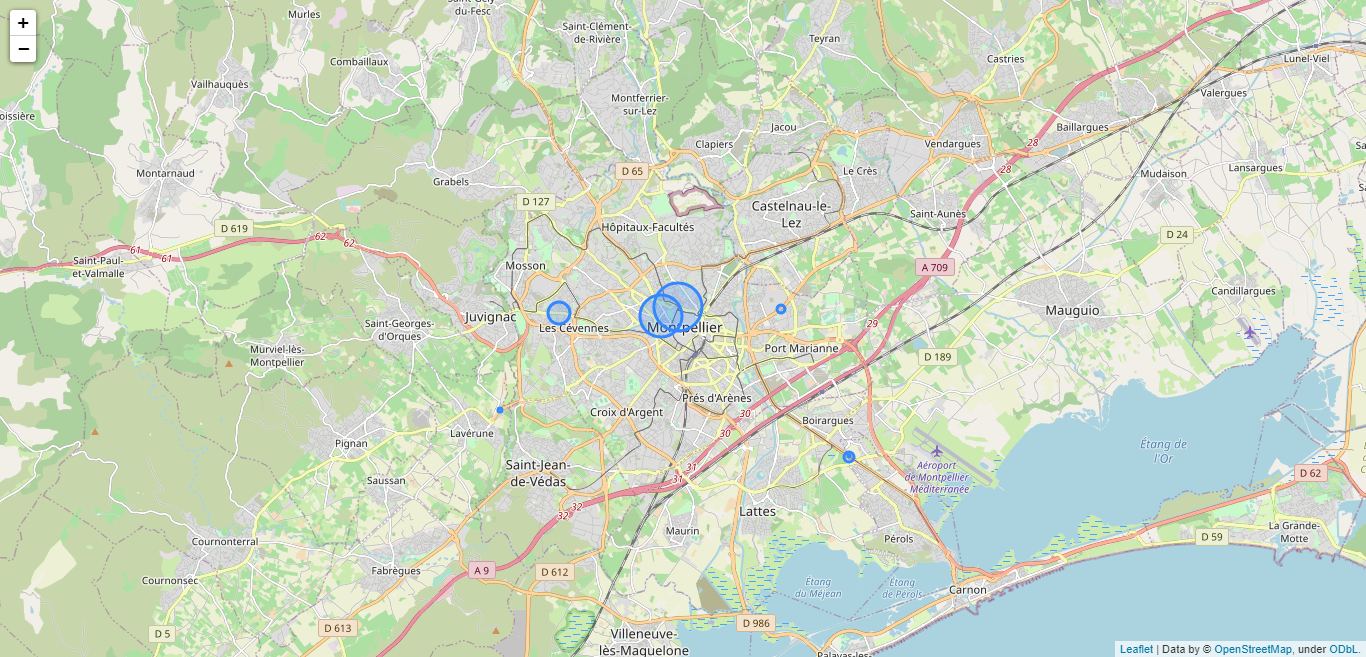 +
−
Murles
Saint-Gély-
du-Fesc
Saint-Clément-
de-Rivière
Teyran
Castries
Lunel-Viel
Combaillaux
Vailhauquès
Montferrier-
sur-Lez
Valergues
Baillargues
Jacou
Clapiers
Vendargues
28
28
Le Crès
Lansargues
Mudaison
Montarnaud
Grabels
D 65
D 127
Castelnau-le-
Lez
Saint-Aunès
D 619
Hôpitaux-Facultés
D 24
62
62
61
61
Saint-Paul-
et-Valmalle
Mosson
A 709
Candillargues
Mauguio
Juvignac
Saint-Georges-
d'Orques
Les Cévennes
Montpellier
29
Murviel-lès-
Montpellier
Port Marianne
D 189
Prés d'Arènes
Croix d'Argent
30
30
Boirargues
Lavérune
Pignan
Étang de
l'Or
Saint-Jean-
de-Védas
31
31
Aéroport
de Montpellier
Méditerranée
D 62
Saussan
32
32
Lattes
Maurin
Pérols
La Grande-
Motte
D 59
Cournonterral
Cournonsec
Fabrègues
A 9
D 612
Étang
du Méjean
Étang
de Pérols
Carnon
D 5
D 613
D 986
Villeneuve-
lès-Maguelone
Palavas-les-
Leaflet | Data by © OpenStreetMap, under ODbL.